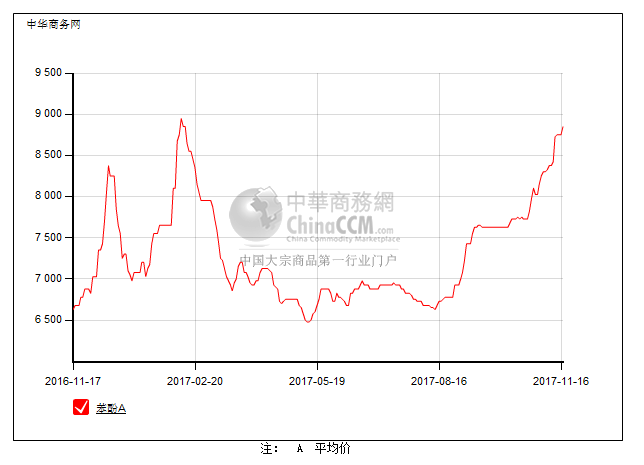 中华商务网
9 500
9 000
8 500
8 000
7 500
7 000
6 500
中華商務網
ChinaCCM.com
China Commodity Marketplace
中国大宗商品第一行业门户
2016-11-17
2017-02-20
2017-05-19
2017-08-16
2017-11-16
苯酚A
注： A 平均价